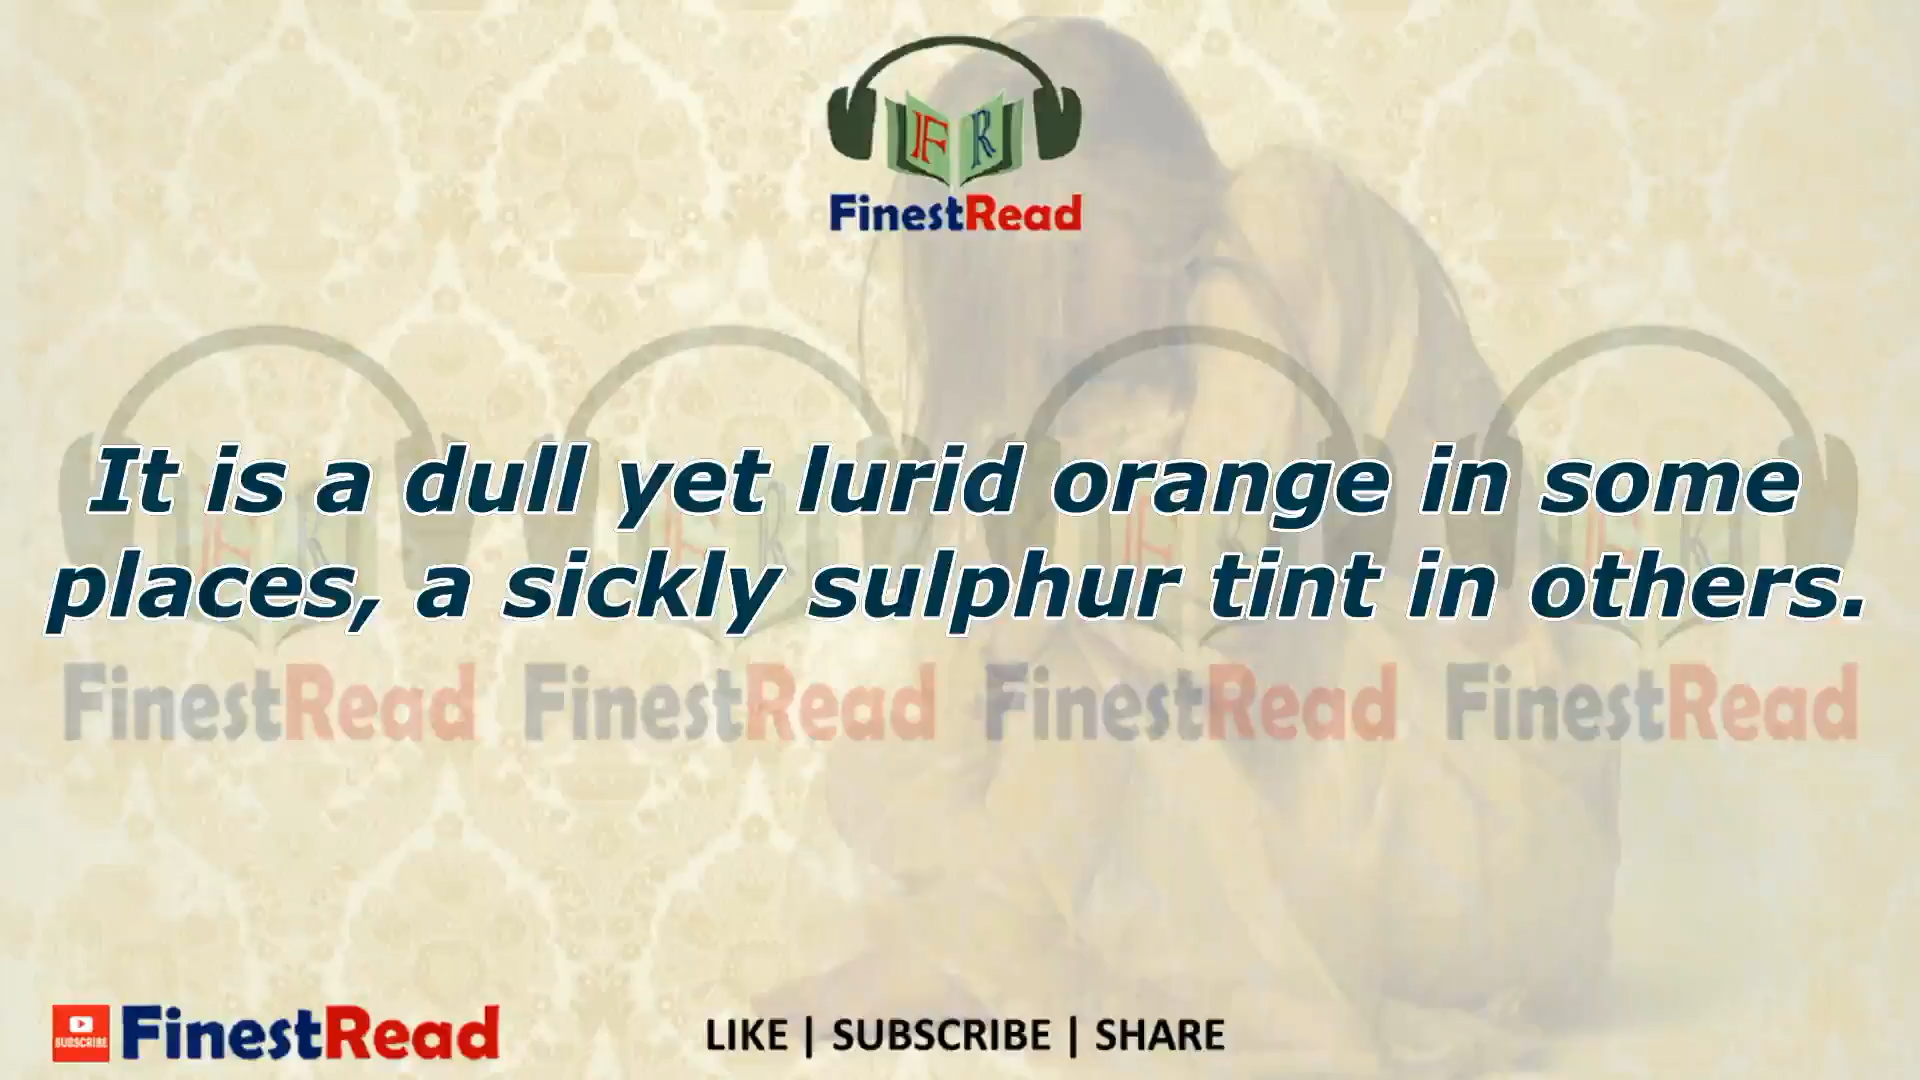 F R
FinestRead
It is a dull yet lurid orange in some
places, a sickly sulphur tint in others.
F R F R F R F R
FinestRead FinestRead FinestRead FinestRead
SUBSCRIBE FinestRead LIKE | SUBSCRIBE | SHARE